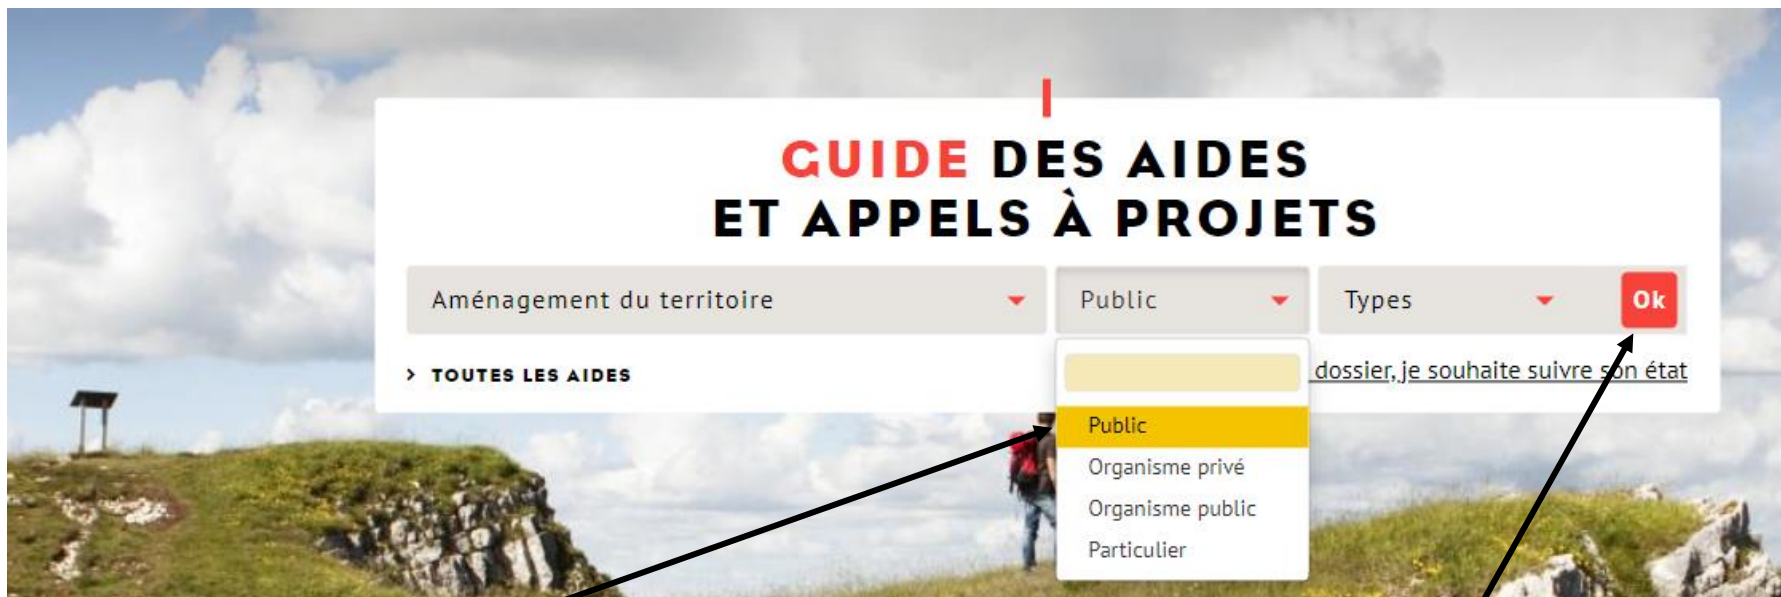 GUIDE DES AIDES
ET APPELS À PROJETS
Aménagement du territoire
Public
Types
Ok
> TOUTES LES AIDES
dossier, je souhaite suivre son état
Public
Organisme privé
Organisme public
Particulier